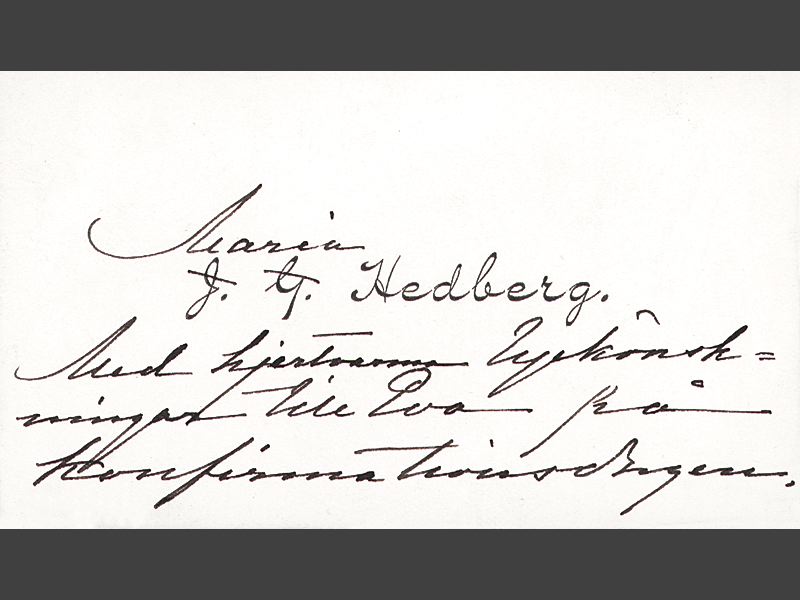 Maria
J. G. Hedberg.
Med hjertvarma Lyckönsk=
ningar till Eva på
konfirmationsdagen.